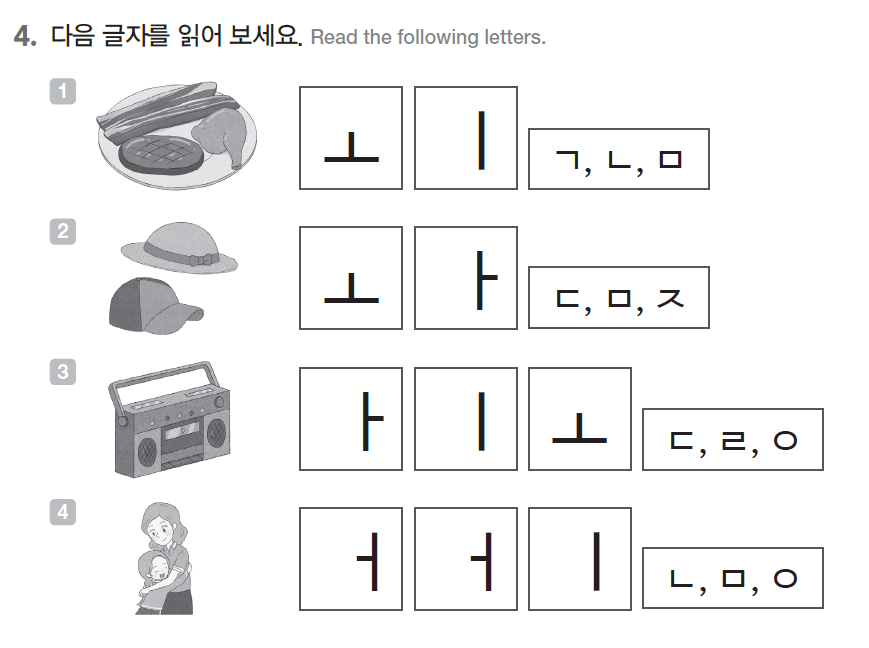 4. 다음 글자를 읽어 보세요. Read the following letters.
1 ㅗ ㅣ ㄱ, ㄴ, ㅁ
2 ㅗ ㅏ ㄷ, ㅁ, ㅈ
3 ㅏ ㅣ ㅗ ㄷ, ㄹ, ㅇ
4 ㅓ ㅓ ㅣ ㄴ, ㅁ, ㅇ